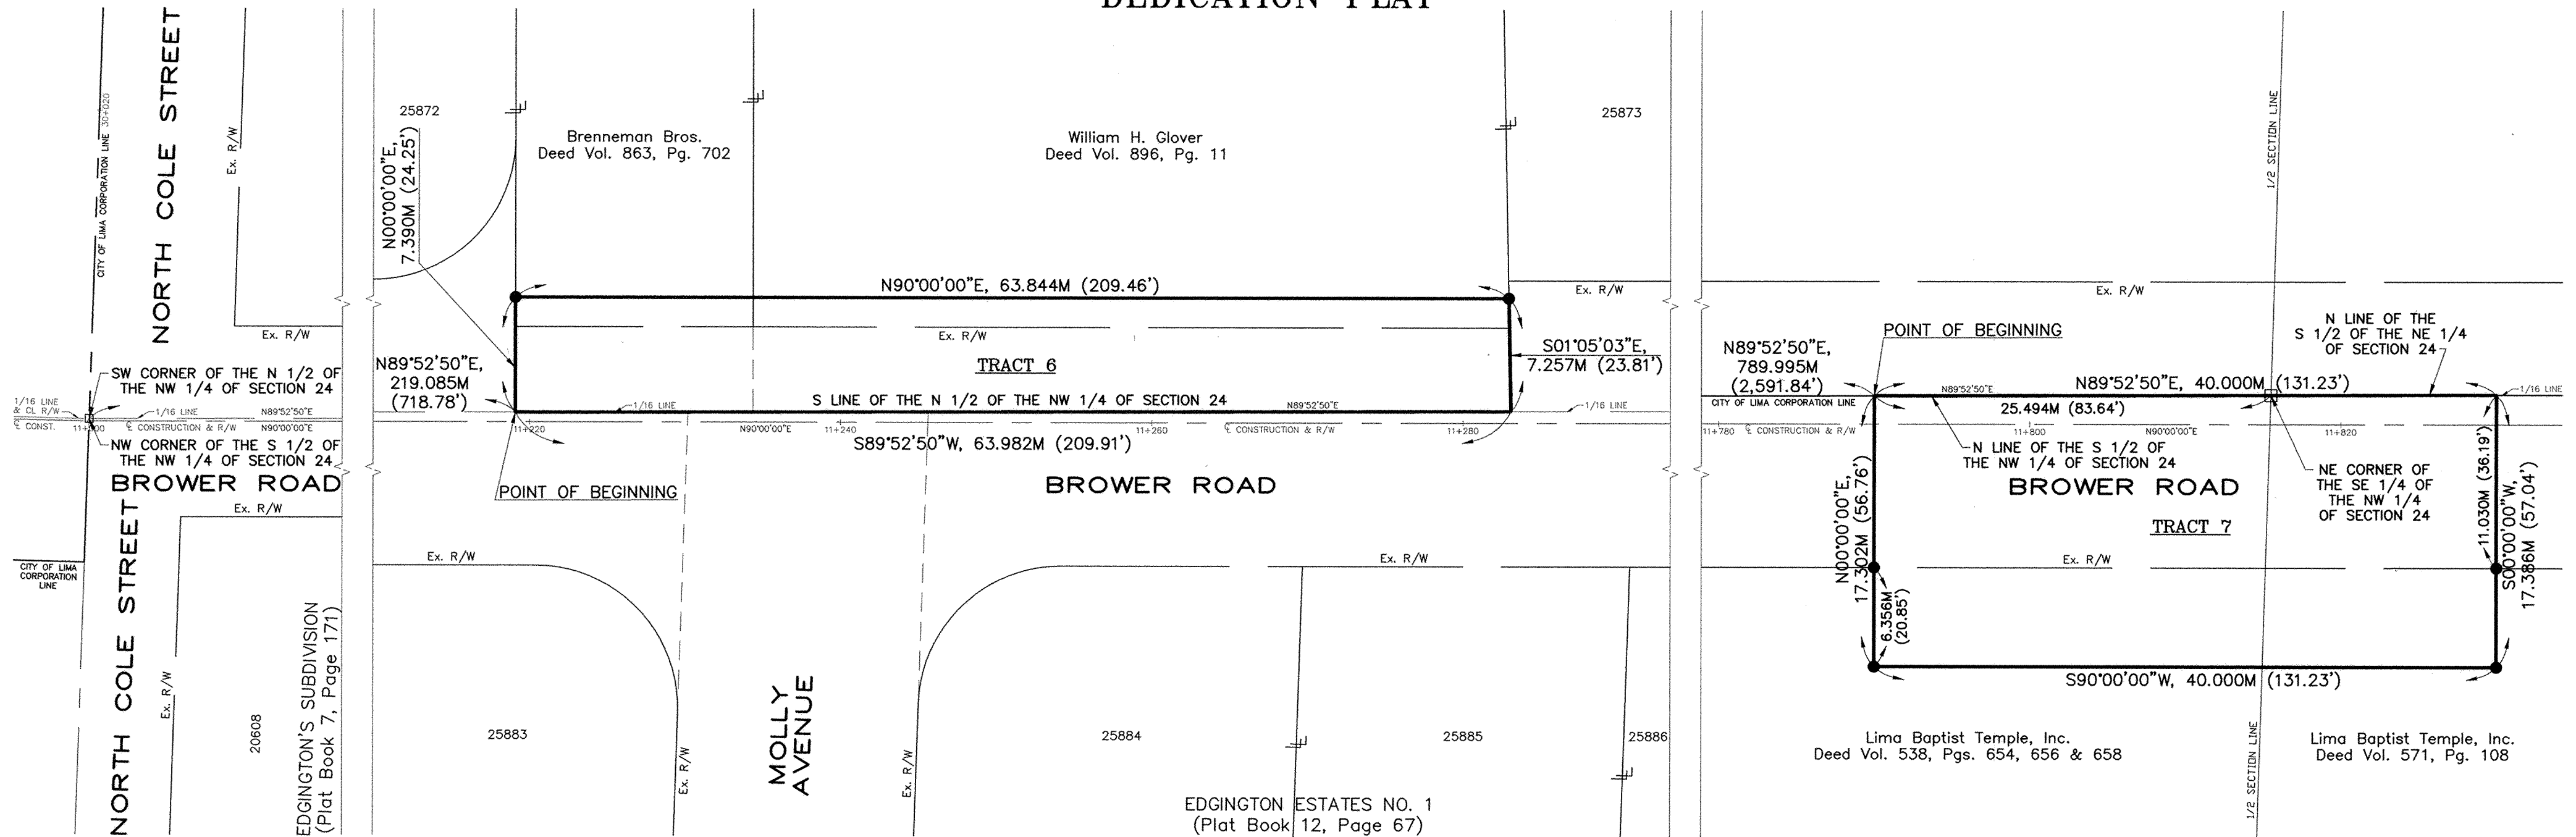 DEDICATION PLAT
NORTH COLE STREET
CITY OF LIMA CORPORATION LINE 30+020
Ex. R/W
25872
N00°00'00"E,
7.390M (24.25')
Brenneman Bros.
Deed Vol. 863, Pg. 702
William H. Glover
Deed Vol. 896, Pg. 11
25873
1/2 SECTION LINE
N90°00'00"E, 63.844M (209.46')
Ex. R/W
Ex. R/W
Ex. R/W
Ex. R/W
TRACT 6
S01°05'03"E,
7.257M (23.81')
N89°52'50"E,
219.085M
(718.78')
SW CORNER OF THE N 1/2 OF
THE NW 1/4 OF SECTION 24
1/16 LINE
& CL R/W
1/16 LINE
N89°52'50"E
℄ CONST.
11+200
℄ CONSTRUCTION & R/W
N90°00'00"E
NW CORNER OF THE S 1/2 OF
THE NW 1/4 OF SECTION 24
BROWER ROAD
Ex. R/W
1/16 LINE
S LINE OF THE N 1/2 OF THE NW 1/4 OF SECTION 24
N89°52'50"E
1/16 LINE
11+220
N90°00'00"E
11+240
11+260
℄ CONSTRUCTION & R/W
11+280
S89°52'50"W, 63.982M (209.91')
POINT OF BEGINNING
BROWER ROAD
N89°52'50"E,
789.995M
(2,591.84')
CITY OF LIMA CORPORATION LINE
POINT OF BEGINNING
N LINE OF THE
S 1/2 OF THE NE 1/4
OF SECTION 24
N89°52'50"E
N89°52'50"E, 40.000M (131.23')
1/16 LINE
25.494M (83.64')
11+780
℄ CONSTRUCTION & R/W
11+800
N90°00'00"E
11+820
N LINE OF THE S 1/2 OF
THE NW 1/4 OF SECTION 24
NE CORNER OF
THE SE 1/4 OF
THE NW 1/4
OF SECTION 24
BROWER ROAD
TRACT 7
N00°00'00"E,
17.302M (56.76')
11.030M (36.19')
S00°00'00"W,
17.386M (57.04')
6.356M
(20.85')
Ex. R/W
S90°00'00"W, 40.000M (131.23')
CITY OF LIMA
CORPORATION
LINE
NORTH COLE STREET
Ex. R/W
20608
EDGINGTON'S SUBDIVISION
(Plat Book 7, Page 171)
Ex. R/W
25883
Ex. R/W
MOLLY
AVENUE
Ex. R/W
Ex. R/W
25884
25885
25886
EDGINGTON ESTATES NO. 1
(Plat Book 12, Page 67)
Lima Baptist Temple, Inc.
Deed Vol. 538, Pgs. 654, 656 & 658
1/2 SECTION LINE
Lima Baptist Temple, Inc.
Deed Vol. 571, Pg. 108